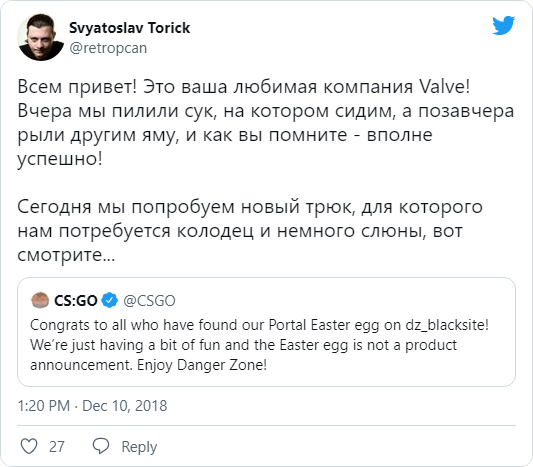 Svyatoslav Torick
@retropcan
Всем привет! Это ваша любимая компания Valve!
Вчера мы пилили сук, на котором сидим, а позавчера
рыли другим яму, и как вы помните - вполне
успешно!
Сегодня мы попробуем новый трюк, для которого
нам потребуется колодец и немного слюны, вот
смотрите...
CS:GO @CSGO
Congrats to all who have found our Portal Easter egg on dz_blacksite!
We’re just having a bit of fun and the Easter egg is not a product
announcement. Enjoy Danger Zone!
1:20 PM · Dec 10, 2018
27 Reply